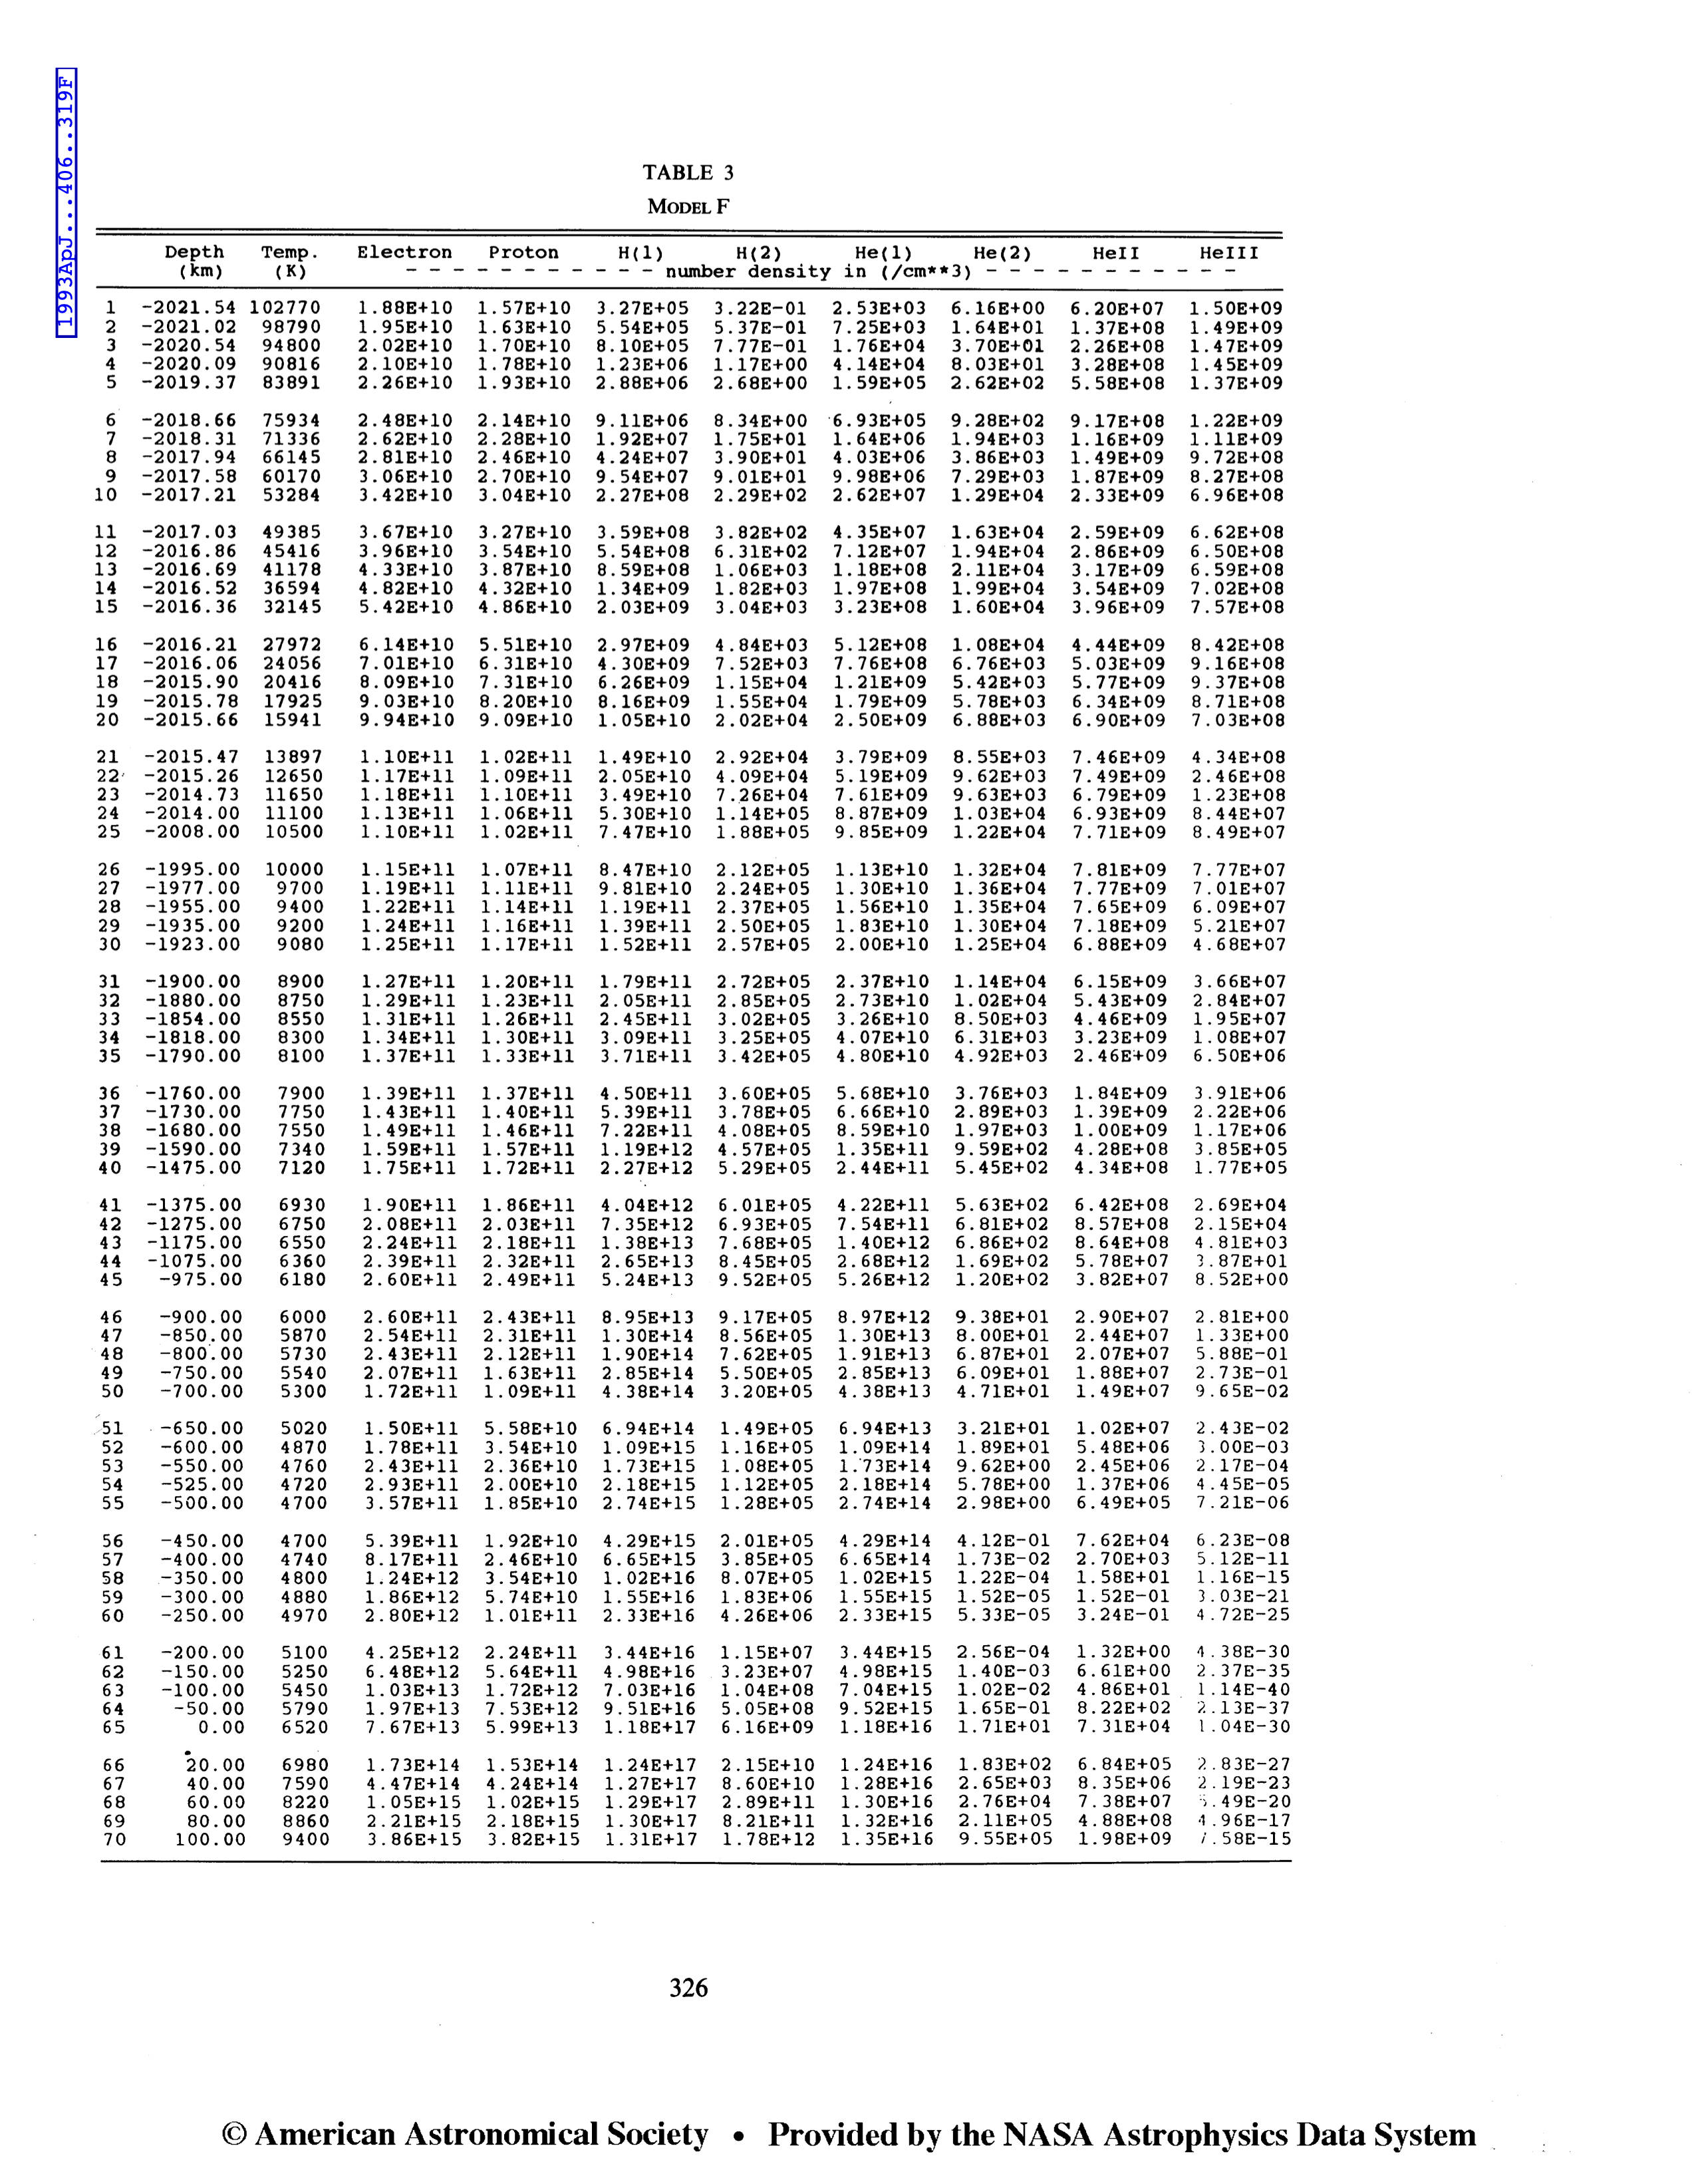 1993ApJ...406..319F
TABLE 3
MODEL F
Depth Temp. Electron Proton H(1) H(2) He(1) He(2) HeII HeIII
(km) (K) - - - - - - - - - - - number density in (/cm**3) - - - - - - - - - - -
1 -2021.54 102770 1.88E+10 1.57E+10 3.27E+05 3.22E-01 2.53E+03 6.16E+00 6.20E+07 1.50E+09
2 -2021.02 98790 1.95E+10 1.63E+10 5.54E+05 5.37E-01 7.25E+03 1.64E+01 1.37E+08 1.49E+09
3 -2020.54 94800 2.02E+10 1.70E+10 8.10E+05 7.77E-01 1.76E+04 3.70E+01 2.26E+08 1.47E+09
4 -2020.09 90816 2.10E+10 1.78E+10 1.23E+06 1.17E+00 4.14E+04 8.03E+01 3.28E+08 1.45E+09
5 -2019.37 83891 2.26E+10 1.93E+10 2.88E+06 2.68E+00 1.59E+05 2.62E+02 5.58E+08 1.37E+09
6 -2018.66 75934 2.48E+10 2.14E+10 9.11E+06 8.34E+00 6.93E+05 9.28E+02 9.17E+08 1.22E+09
7 -2018.31 71336 2.62E+10 2.28E+10 1.92E+07 1.75E+01 1.64E+06 1.94E+03 1.16E+09 1.11E+09
8 -2017.94 66145 2.81E+10 2.46E+10 4.24E+07 3.90E+01 4.03E+06 3.86E+03 1.49E+09 9.72E+08
9 -2017.58 60170 3.06E+10 2.70E+10 9.54E+07 9.01E+01 9.98E+06 7.29E+03 1.87E+09 8.27E+08
10 -2017.21 53284 3.42E+10 3.04E+10 2.27E+08 2.29E+02 2.62E+07 1.29E+04 2.33E+09 6.96E+08
11 -2017.03 49385 3.67E+10 3.27E+10 3.59E+08 3.82E+02 4.35E+07 1.63E+04 2.59E+09 6.62E+08
12 -2016.86 45416 3.96E+10 3.54E+10 5.54E+08 6.31E+02 7.12E+07 1.94E+04 2.86E+09 6.50E+08
13 -2016.69 41178 4.33E+10 3.87E+10 8.59E+08 1.06E+03 1.18E+08 2.11E+04 3.17E+09 6.59E+08
14 -2016.52 36594 4.82E+10 4.32E+10 1.34E+09 1.82E+03 1.97E+08 1.99E+04 3.54E+09 7.02E+08
15 -2016.36 32145 5.42E+10 4.86E+10 2.03E+09 3.04E+03 3.23E+08 1.60E+04 3.96E+09 7.57E+08
16 -2016.21 27972 6.14E+10 5.51E+10 2.97E+09 4.84E+03 5.12E+08 1.08E+04 4.44E+09 8.42E+08
17 -2016.06 24056 7.01E+10 6.31E+10 4.30E+09 7.52E+03 7.76E+08 6.76E+03 5.03E+09 9.16E+08
18 -2015.90 20416 8.09E+10 7.31E+10 6.26E+09 1.15E+04 1.21E+09 5.42E+03 5.77E+09 9.37E+08
19 -2015.78 17925 9.03E+10 8.20E+10 8.16E+09 1.55E+04 1.79E+09 5.78E+03 6.34E+09 8.71E+08
20 -2015.66 15941 9.94E+10 9.09E+10 1.05E+10 2.02E+04 2.50E+09 6.88E+03 6.90E+09 7.03E+08
21 -2015.47 13897 1.10E+11 1.02E+11 1.49E+10 2.92E+04 3.79E+09 8.55E+03 7.46E+09 4.34E+08
22 -2015.26 12650 1.17E+11 1.09E+11 2.05E+10 4.09E+04 5.19E+09 9.62E+03 7.49E+09 2.46E+08
23 -2014.73 11650 1.18E+11 1.10E+11 3.49E+10 7.26E+04 7.61E+09 9.63E+03 6.79E+09 1.23E+08
24 -2014.00 11100 1.13E+11 1.06E+11 5.30E+10 1.14E+05 8.87E+09 1.03E+04 6.93E+09 8.44E+07
25 -2008.00 10500 1.10E+11 1.02E+11 7.47E+10 1.88E+05 9.85E+09 1.22E+04 7.71E+09 8.49E+07
26 -1995.00 10000 1.15E+11 1.07E+11 8.47E+10 2.12E+05 1.13E+10 1.32E+04 7.81E+09 7.77E+07
27 -1977.00 9700 1.19E+11 1.11E+11 9.81E+10 2.24E+05 1.30E+10 1.36E+04 7.77E+09 7.01E+07
28 -1955.00 9400 1.22E+11 1.14E+11 1.19E+11 2.37E+05 1.56E+10 1.35E+04 7.65E+09 6.09E+07
29 -1935.00 9200 1.24E+11 1.16E+11 1.39E+11 2.50E+05 1.83E+10 1.30E+04 7.18E+09 5.21E+07
30 -1923.00 9080 1.25E+11 1.17E+11 1.52E+11 2.57E+05 2.00E+10 1.25E+04 6.88E+09 4.68E+07
31 -1900.00 8900 1.27E+11 1.20E+11 1.79E+11 2.72E+05 2.37E+10 1.14E+04 6.15E+09 3.66E+07
32 -1880.00 8750 1.29E+11 1.23E+11 2.05E+11 2.85E+05 2.73E+10 1.02E+04 5.43E+09 2.84E+07
33 -1854.00 8550 1.31E+11 1.26E+11 2.45E+11 3.02E+05 3.26E+10 8.50E+03 4.46E+09 1.95E+07
34 -1818.00 8300 1.34E+11 1.30E+11 3.09E+11 3.25E+05 4.07E+10 6.31E+03 3.23E+09 1.08E+07
35 -1790.00 8100 1.37E+11 1.33E+11 3.71E+11 3.42E+05 4.80E+10 4.92E+03 2.46E+09 6.50E+06
36 -1760.00 7900 1.39E+11 1.37E+11 4.50E+11 3.60E+05 5.68E+10 3.76E+03 1.84E+09 3.91E+06
37 -1730.00 7750 1.43E+11 1.40E+11 5.39E+11 3.78E+05 6.66E+10 2.89E+03 1.39E+09 2.22E+06
38 -1680.00 7550 1.49E+11 1.46E+11 7.22E+11 4.08E+05 8.59E+10 1.97E+03 1.00E+09 1.17E+06
39 -1590.00 7340 1.59E+11 1.57E+11 1.19E+12 4.57E+05 1.35E+11 9.59E+02 4.28E+08 3.85E+05
40 -1475.00 7120 1.75E+11 1.72E+11 2.27E+12 5.29E+05 2.44E+11 5.45E+02 4.34E+08 1.77E+05
41 -1375.00 6930 1.90E+11 1.86E+11 4.04E+12 6.01E+05 4.22E+11 5.63E+02 6.42E+08 2.69E+04
42 -1275.00 6750 2.08E+11 2.03E+11 7.35E+12 6.93E+05 7.54E+11 6.81E+02 8.57E+08 2.15E+04
43 -1175.00 6550 2.24E+11 2.18E+11 1.38E+13 7.68E+05 1.40E+12 6.86E+02 8.64E+08 4.81E+03
44 -1075.00 6360 2.39E+11 2.32E+11 2.65E+13 8.45E+05 2.68E+12 1.69E+02 5.78E+07 3.87E+01
45 -975.00 6180 2.60E+11 2.49E+11 5.24E+13 9.52E+05 5.26E+12 1.20E+02 3.82E+07 8.52E+00
46 -900.00 6000 2.60E+11 2.43E+11 8.95E+13 9.17E+05 8.97E+12 9.38E+01 2.90E+07 2.81E+00
47 -850.00 5870 2.54E+11 2.31E+11 1.30E+14 8.56E+05 1.30E+13 8.00E+01 2.44E+07 1.33E+00
48 -800.00 5730 2.43E+11 2.12E+11 1.90E+14 7.62E+05 1.91E+13 6.87E+01 2.07E+07 5.88E-01
49 -750.00 5540 2.07E+11 1.63E+11 2.85E+14 5.50E+05 2.85E+13 6.09E+01 1.88E+07 2.73E-01
50 -700.00 5300 1.72E+11 1.09E+11 4.38E+14 3.20E+05 4.38E+13 4.71E+01 1.49E+07 9.65E-02
51 -650.00 5020 1.50E+11 5.58E+10 6.94E+14 1.49E+05 6.94E+13 3.21E+01 1.02E+07 2.43E-02
52 -600.00 4870 1.78E+11 3.54E+10 1.09E+15 1.16E+05 1.09E+14 1.89E+01 5.48E+06 3.00E-03
53 -550.00 4760 2.43E+11 2.36E+10 1.73E+15 1.08E+05 1.73E+14 9.62E+00 2.45E+06 2.17E-04
54 -525.00 4720 2.93E+11 2.00E+10 2.18E+15 1.12E+05 2.18E+14 5.78E+00 1.37E+06 4.45E-05
55 -500.00 4700 3.57E+11 1.85E+10 2.74E+15 1.28E+05 2.74E+14 2.98E+00 6.49E+05 7.21E-06
56 -450.00 4700 5.39E+11 1.92E+10 4.29E+15 2.01E+05 4.29E+14 4.12E-01 7.62E+04 6.23E-08
57 -400.00 4740 8.17E+11 2.46E+10 6.65E+15 3.85E+05 6.65E+14 1.73E-02 2.70E+03 5.12E-11
58 -350.00 4800 1.24E+12 3.54E+10 1.02E+16 8.07E+05 1.02E+15 1.22E-04 1.58E+01 1.16E-15
59 -300.00 4880 1.86E+12 5.74E+10 1.55E+16 1.83E+06 1.55E+15 1.52E-05 1.52E-01 3.03E-21
60 -250.00 4970 2.80E+12 1.01E+11 2.33E+16 4.26E+06 2.33E+15 5.33E-05 3.24E-01 4.72E-25
61 -200.00 5100 4.25E+12 2.24E+11 3.44E+16 1.15E+07 3.44E+15 2.56E-04 1.32E+00 4.38E-30
62 -150.00 5250 6.48E+12 5.64E+11 4.98E+16 3.23E+07 4.98E+15 1.40E-03 6.61E+00 2.37E-35
63 -100.00 5450 1.03E+13 1.72E+12 7.03E+16 1.04E+08 7.04E+15 1.02E-02 4.86E+01 1.14E-40
64 -50.00 5790 1.97E+13 7.53E+12 9.51E+16 5.05E+08 9.52E+15 1.65E-01 8.22E+02 2.13E-37
65 0.00 6520 7.67E+13 5.99E+13 1.18E+17 6.16E+09 1.18E+16 1.71E+01 7.31E+04 1.04E-30
66 20.00 6980 1.73E+14 1.53E+14 1.24E+17 2.15E+10 1.24E+16 1.83E+02 6.84E+05 2.83E-27
67 40.00 7590 4.47E+14 4.24E+14 1.27E+17 8.60E+10 1.28E+16 2.65E+03 8.35E+06 2.19E-23
68 60.00 8220 1.05E+15 1.02E+15 1.29E+17 2.89E+11 1.30E+16 2.76E+04 7.38E+07
69 80.00 8860 2.21E+15 2.18E+15 1.30E+17 8.21E+11 1.32E+16 2.11E+05 4.88E+08 4.96E-17
70 100.00 9400 3.86E+15 3.82E+15 1.31E+17 1.78E+12 1.35E+16 9.55E+05 1.98E+09
326
© American Astronomical Society • Provided by the NASA Astrophysics Data System